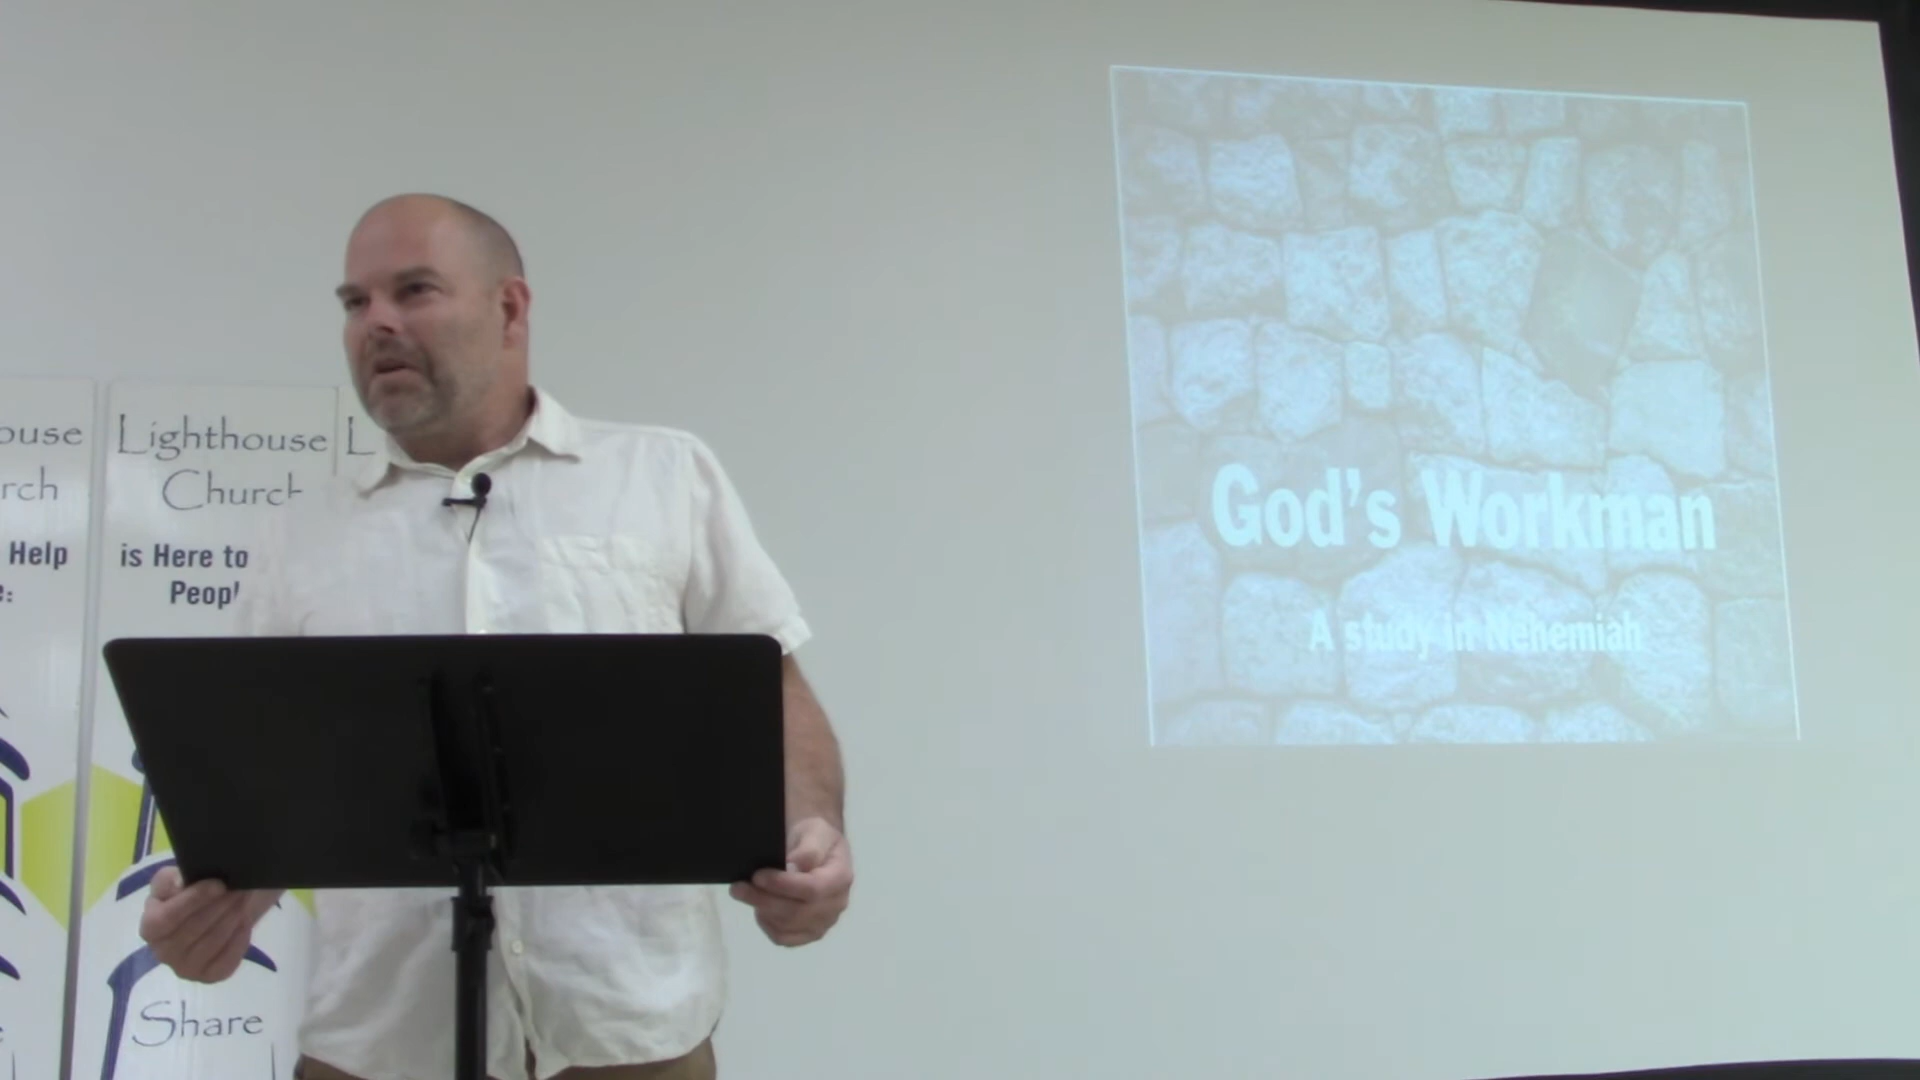 ouse
rch
Help
e:
Lighthouse
Church
is Here to
Peopl
Share
L
God's Workman
A study in Nehemiah